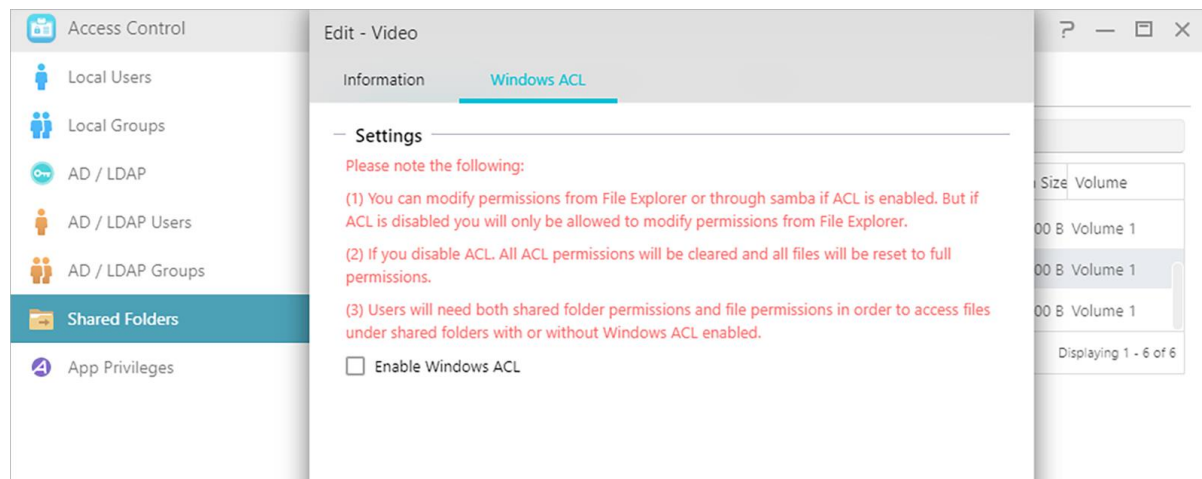 Access Control
Edit - Video
Local Users
Information
Windows ACL
Local Groups
Settings
AD / LDAP
Please note the following:
(1) You can modify permissions from File Explorer or through samba if ACL is enabled. But if
ACL is disabled you will only be allowed to modify permissions from File Explorer.
(2) If you disable ACL. All ACL permissions will be cleared and all files will be reset to full
permissions.
(3) Users will need both shared folder permissions and file permissions in order to access files
under shared folders with or without Windows ACL enabled.
Enable Windows ACL
AD / LDAP Users
AD / LDAP Groups
Shared Folders
App Privileges
Size Volume
00 B Volume 1
00 B Volume 1
00 B Volume 1
Displaying 1 - 6 of 6